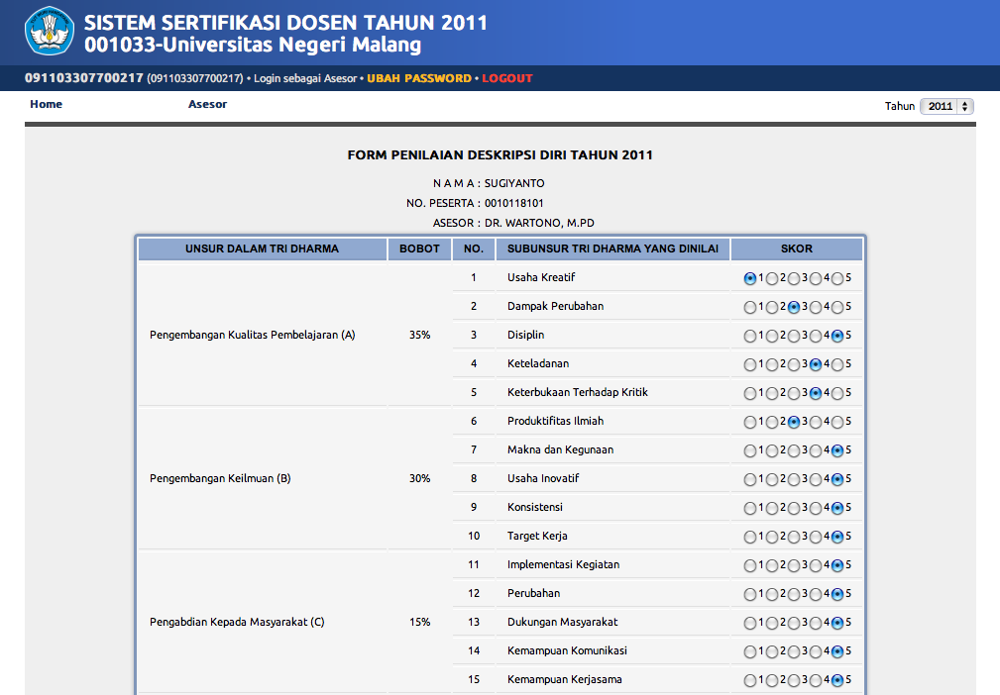 SISTEM SERTIFIKASI DOSEN TAHUN 2011
001033-Universitas Negeri Malang
091103307700217 (091103307700217) • Login sebagai Asesor • UBAH PASSWORD • LOGOUT
Home Asesor Tahun 2011
FORM PENILAIAN DESKRIPSI DIRI TAHUN 2011
N A M A : SUGIYANTO
NO. PESERTA : 0010118101
ASESOR : DR. WARTONO, M.PD
UNSUR DALAM TRI DHARMA BOBOT NO. SUBUNSUR TRI DHARMA YANG DINILAI SKOR
1 Usaha Kreatif 1 2 3 4 5
2 Dampak Perubahan 1 2 3 4 5
Pengembangan Kualitas Pembelajaran (A) 35% 3 Disiplin 1 2 3 4 5
4 Keteladanan 1 2 3 4 5
5 Keterbukaan Terhadap Kritik 1 2 3 4 5
6 Produktifitas Ilmiah 1 2 3 4 5
7 Makna dan Kegunaan 1 2 3 4 5
Pengembangan Keilmuan (B) 30% 8 Usaha Inovatif 1 2 3 4 5
9 Konsistensi 1 2 3 4 5
10 Target Kerja 1 2 3 4 5
11 Implementasi Kegiatan 1 2 3 4 5
12 Perubahan 1 2 3 4 5
Pengabdian Kepada Masyarakat (C) 15% 13 Dukungan Masyarakat 1 2 3 4 5
14 Kemampuan Komunikasi 1 2 3 4 5
15 Kemampuan Kerjasama 1 2 3 4 5